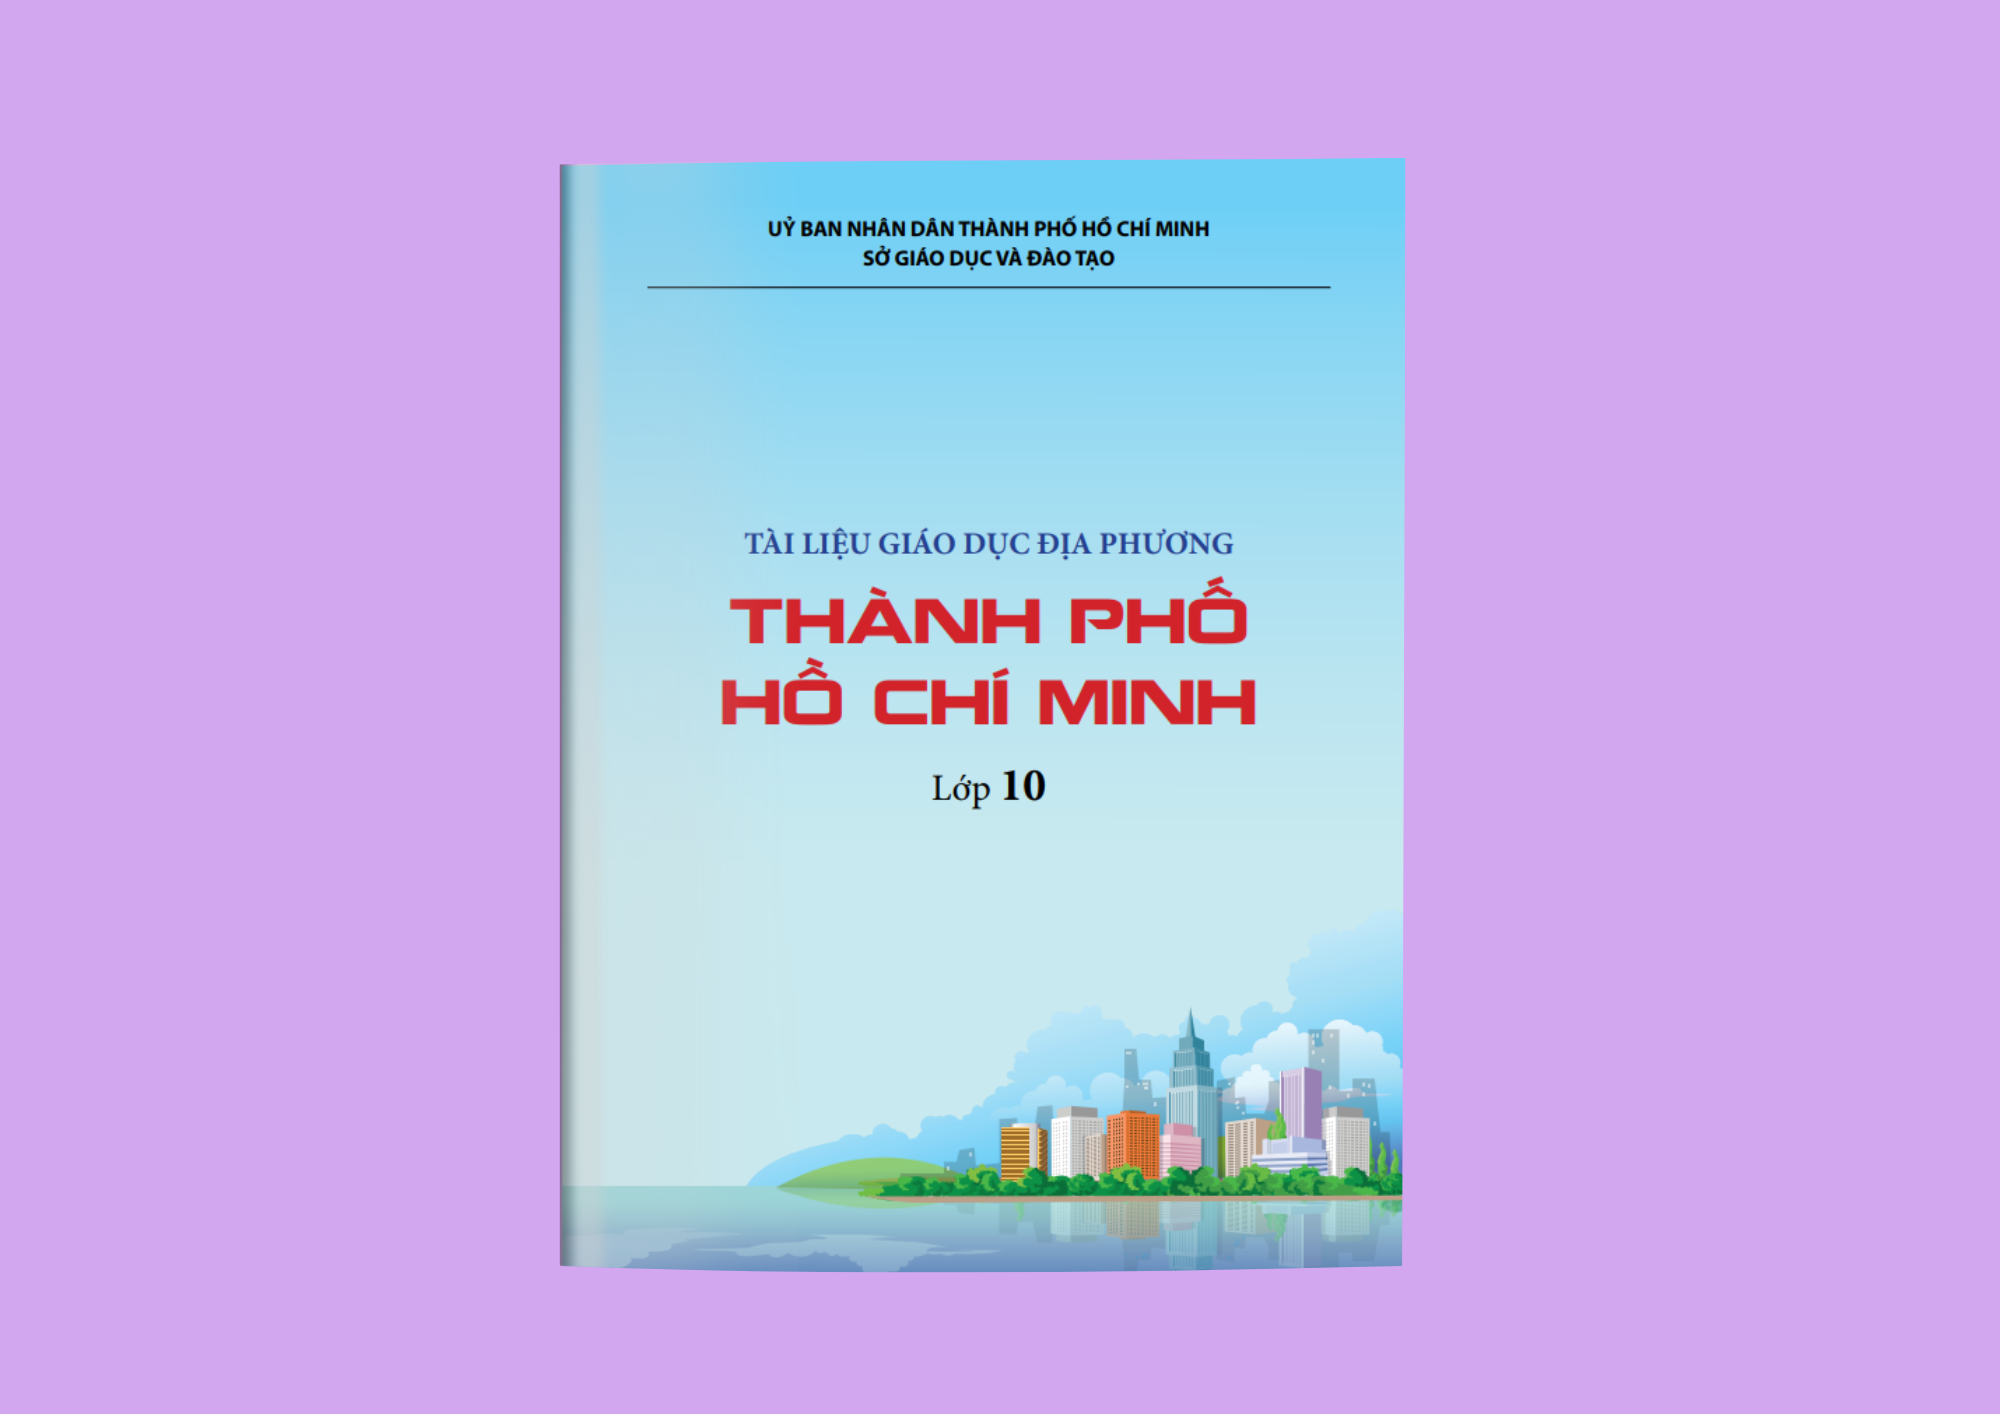 UỶ BAN NHÂN DÂN THÀNH PHỐ HỒ CHÍ MINH
SỞ GIÁO DỤC VÀ ĐÀO TẠO
TÀI LIỆU GIÁO DỤC ĐỊA PHƯƠNG
THÀNH PHỐ
HỒ CHÍ MINH
Lớp 10